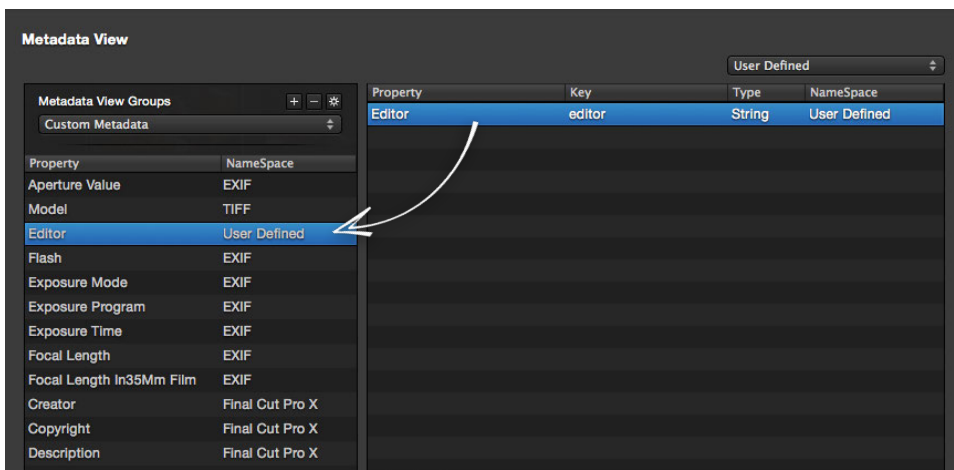 Metadata View
User Defined
Metadata View Groups
Custom Metadata
Property NameSpace
Aperture Value EXIF
Model TIFF
Editor User Defined
Flash EXIF
Exposure Mode EXIF
Exposure Program EXIF
Exposure Time EXIF
Focal Length EXIF
Focal Length In35Mm Film EXIF
Creator Final Cut Pro X
Copyright Final Cut Pro X
Description Final Cut Pro X
Property Key Type NameSpace
Editor editor String User Defined